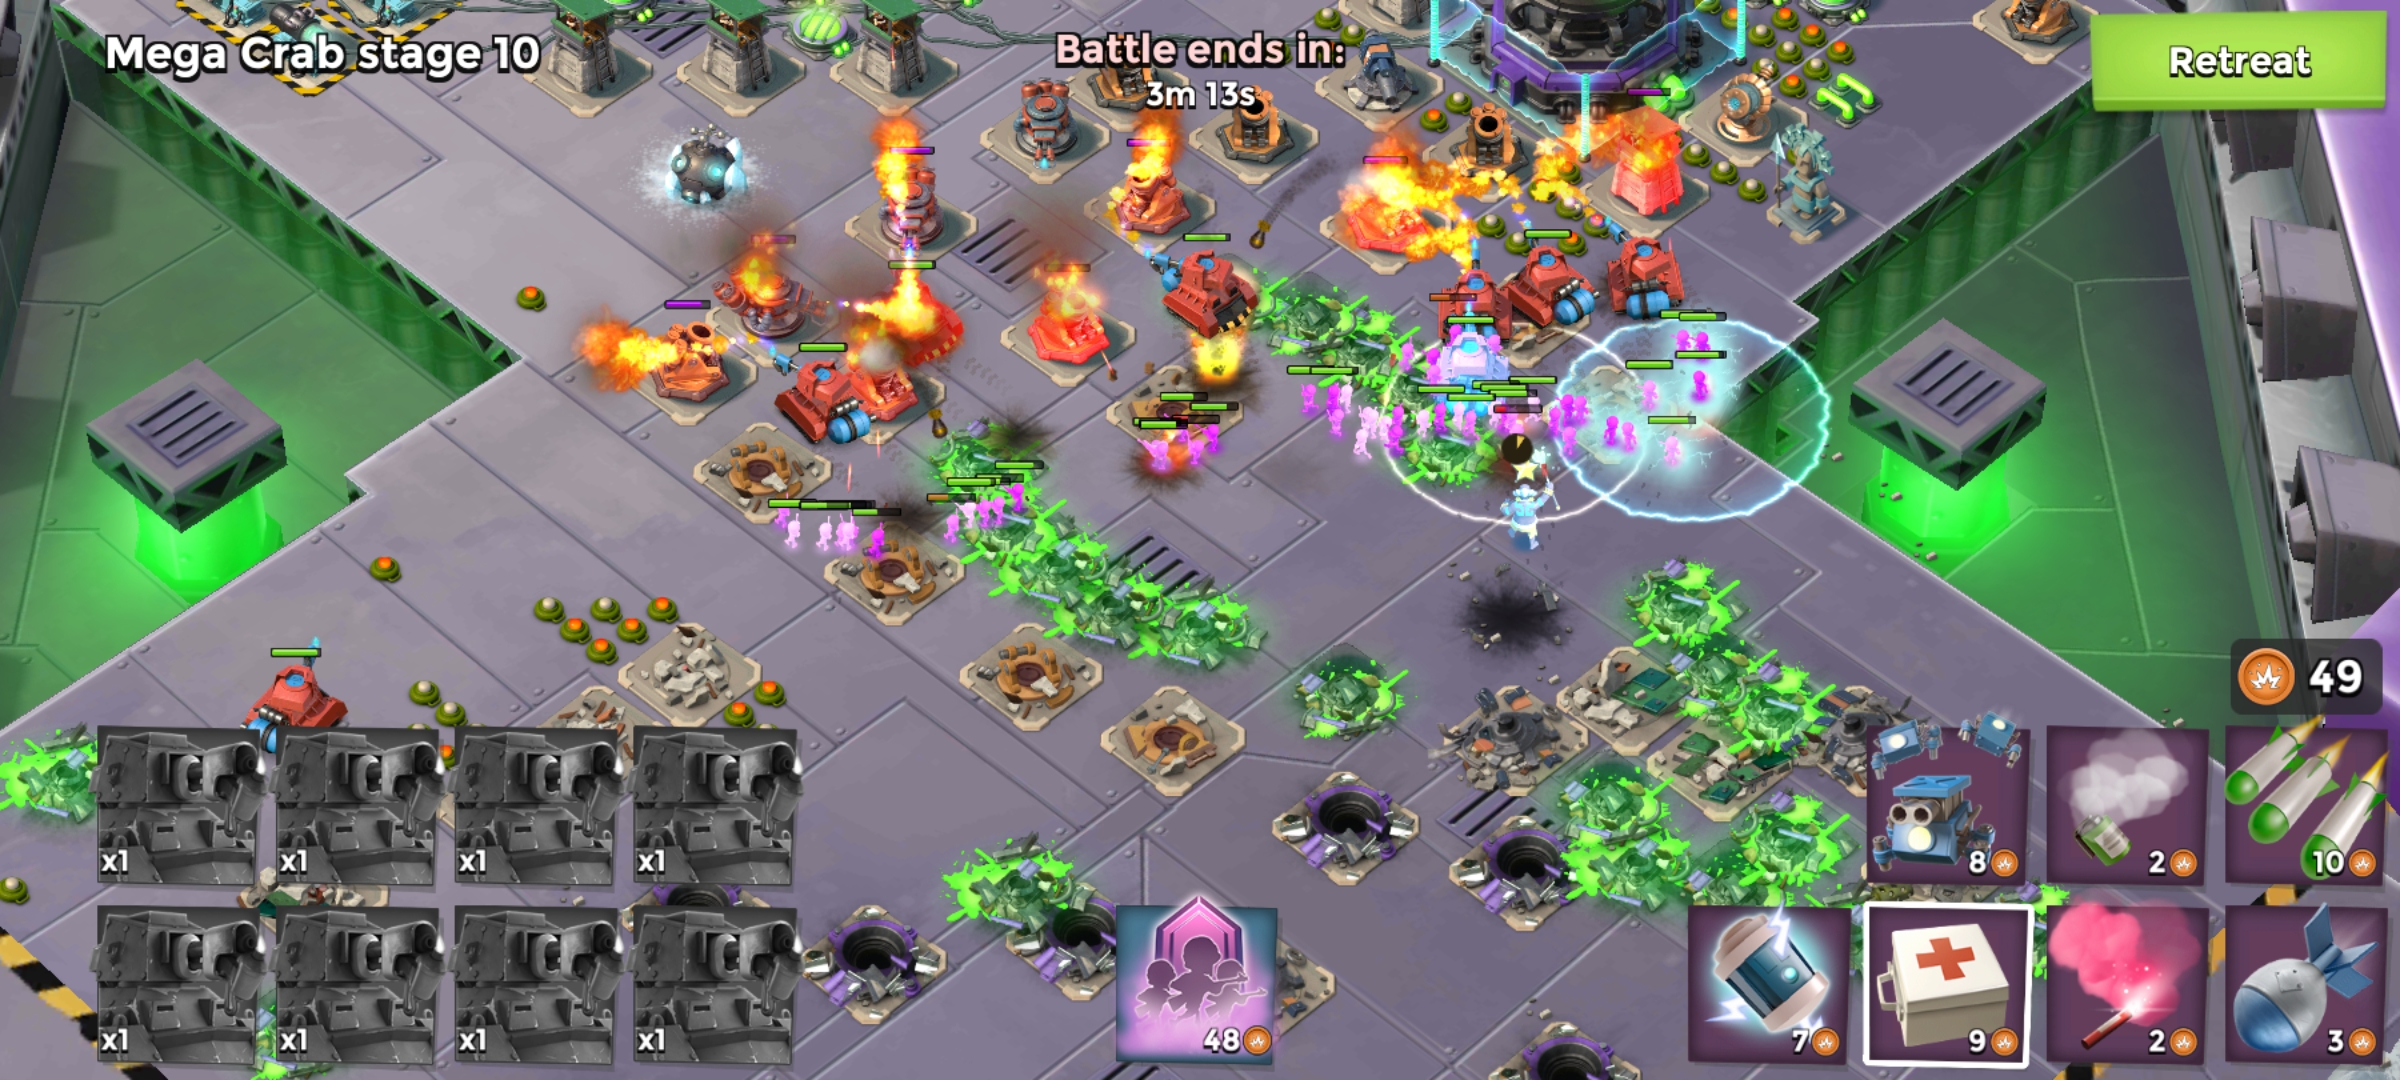 Mega Crab stage 10
Battle ends in:
3m 13s
Retreat
49
x1
x1
x1
x1
8
2
10
x1
x1
x1
x1
48
7
9
2
3